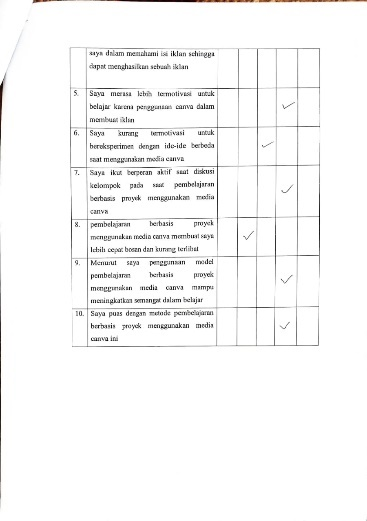 saya dalam memahami isi iklan sehingga
dapat menghasilkan sebuah iklan
5. Saya merasa lebih termotivasi untuk
belajar karena penggunaan canva dalam
membuat iklan
6. Saya kurang termotivasi untuk
bereksperimen dengan ide-ide berbeda
saat menggunakan media canva
7. Saya ikut berperan aktif saat diskusi
kelompok pada saat pembelajaran
berbasis proyek menggunakan media
canva
8. pembelajaran berbasis proyek
menggunakan media canva membuat saya
lebih cepat bosan dan kurang terlibat
9. Menurut saya penggunaan model
pembelajaran berbasis proyek
menggunakan media canva mampu
meningkatkan semangat dalam belajar
10. Saya puas dengan metode pembelajaran
berbasis proyek menggunakan media
canva ini